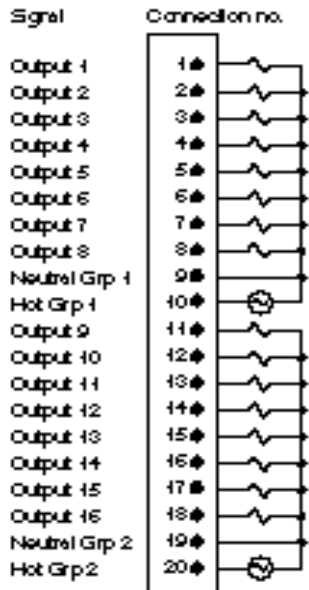 Signal Connection no.
Output 1 1
Output 2 2
Output 3 3
Output 4 4
Output 5 5
Output 6 6
Output 7 7
Output 8 8
Neutral Grp 1 9
Hot Grp 1 10
Output 9 11
Output 10 12
Output 11 13
Output 12 14
Output 13 15
Output 14 16
Output 15 17
Output 16 18
Neutral Grp 2 19
Hot Grp2 20